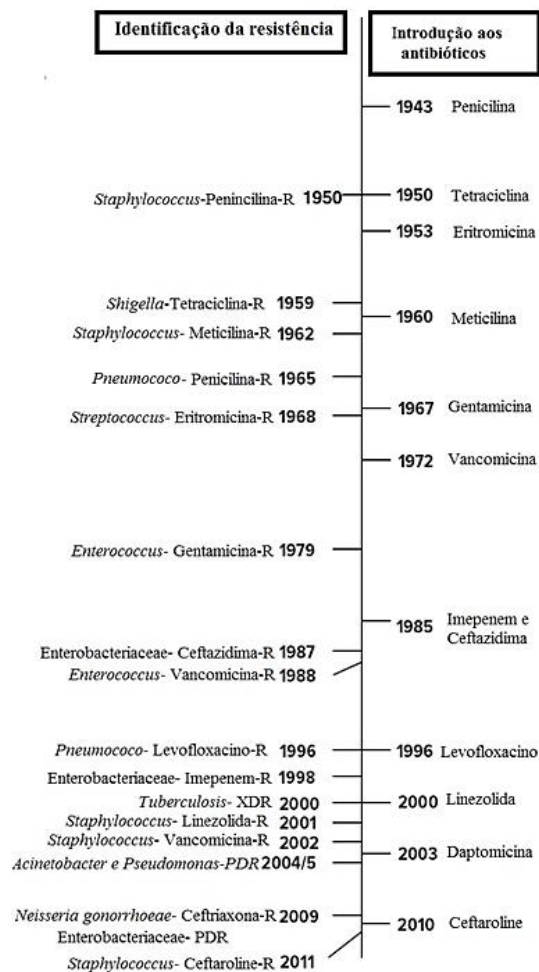 Identificação da resistência
Introdução aos
antibióticos
1943 Penicilina
Staphylococcus-Penincilina-R 1950
1950 Tetraciclina
1953 Eritromicina
Shigella-Tetraciclina-R 1959
1960 Meticilina
Staphylococcus- Meticilina-R 1962
Pneumococo- Penicilina-R 1965
1967 Gentamicina
Streptococcus- Eritromicina-R 1968
1972 Vancomicina
Enterococcus- Gentamicina-R 1979
1985 Imepenem e
Ceftazidima
Enterobacteriaceae- Ceftazidima-R 1987
Enterococcus- Vancomicina-R 1988
Pneumococo- Levofloxacino-R 1996
1996 Levofloxacino
Enterobacteriaceae- Imepenem-R 1998
Tuberculosis- XDR 2000
2000 Linezolida
Staphylococcus- Linezolida-R 2001
Staphylococcus- Vancomicina-R 2002
2003 Daptomicina
Acinetobacter e Pseudomonas-PDR 2004/5
Neisseria gonorrhoeae- Ceftriaxona-R 2009
2010 Ceftaroline
Enterobacteriaceae- PDR
Staphylococcus- Ceftaroline-R 2011